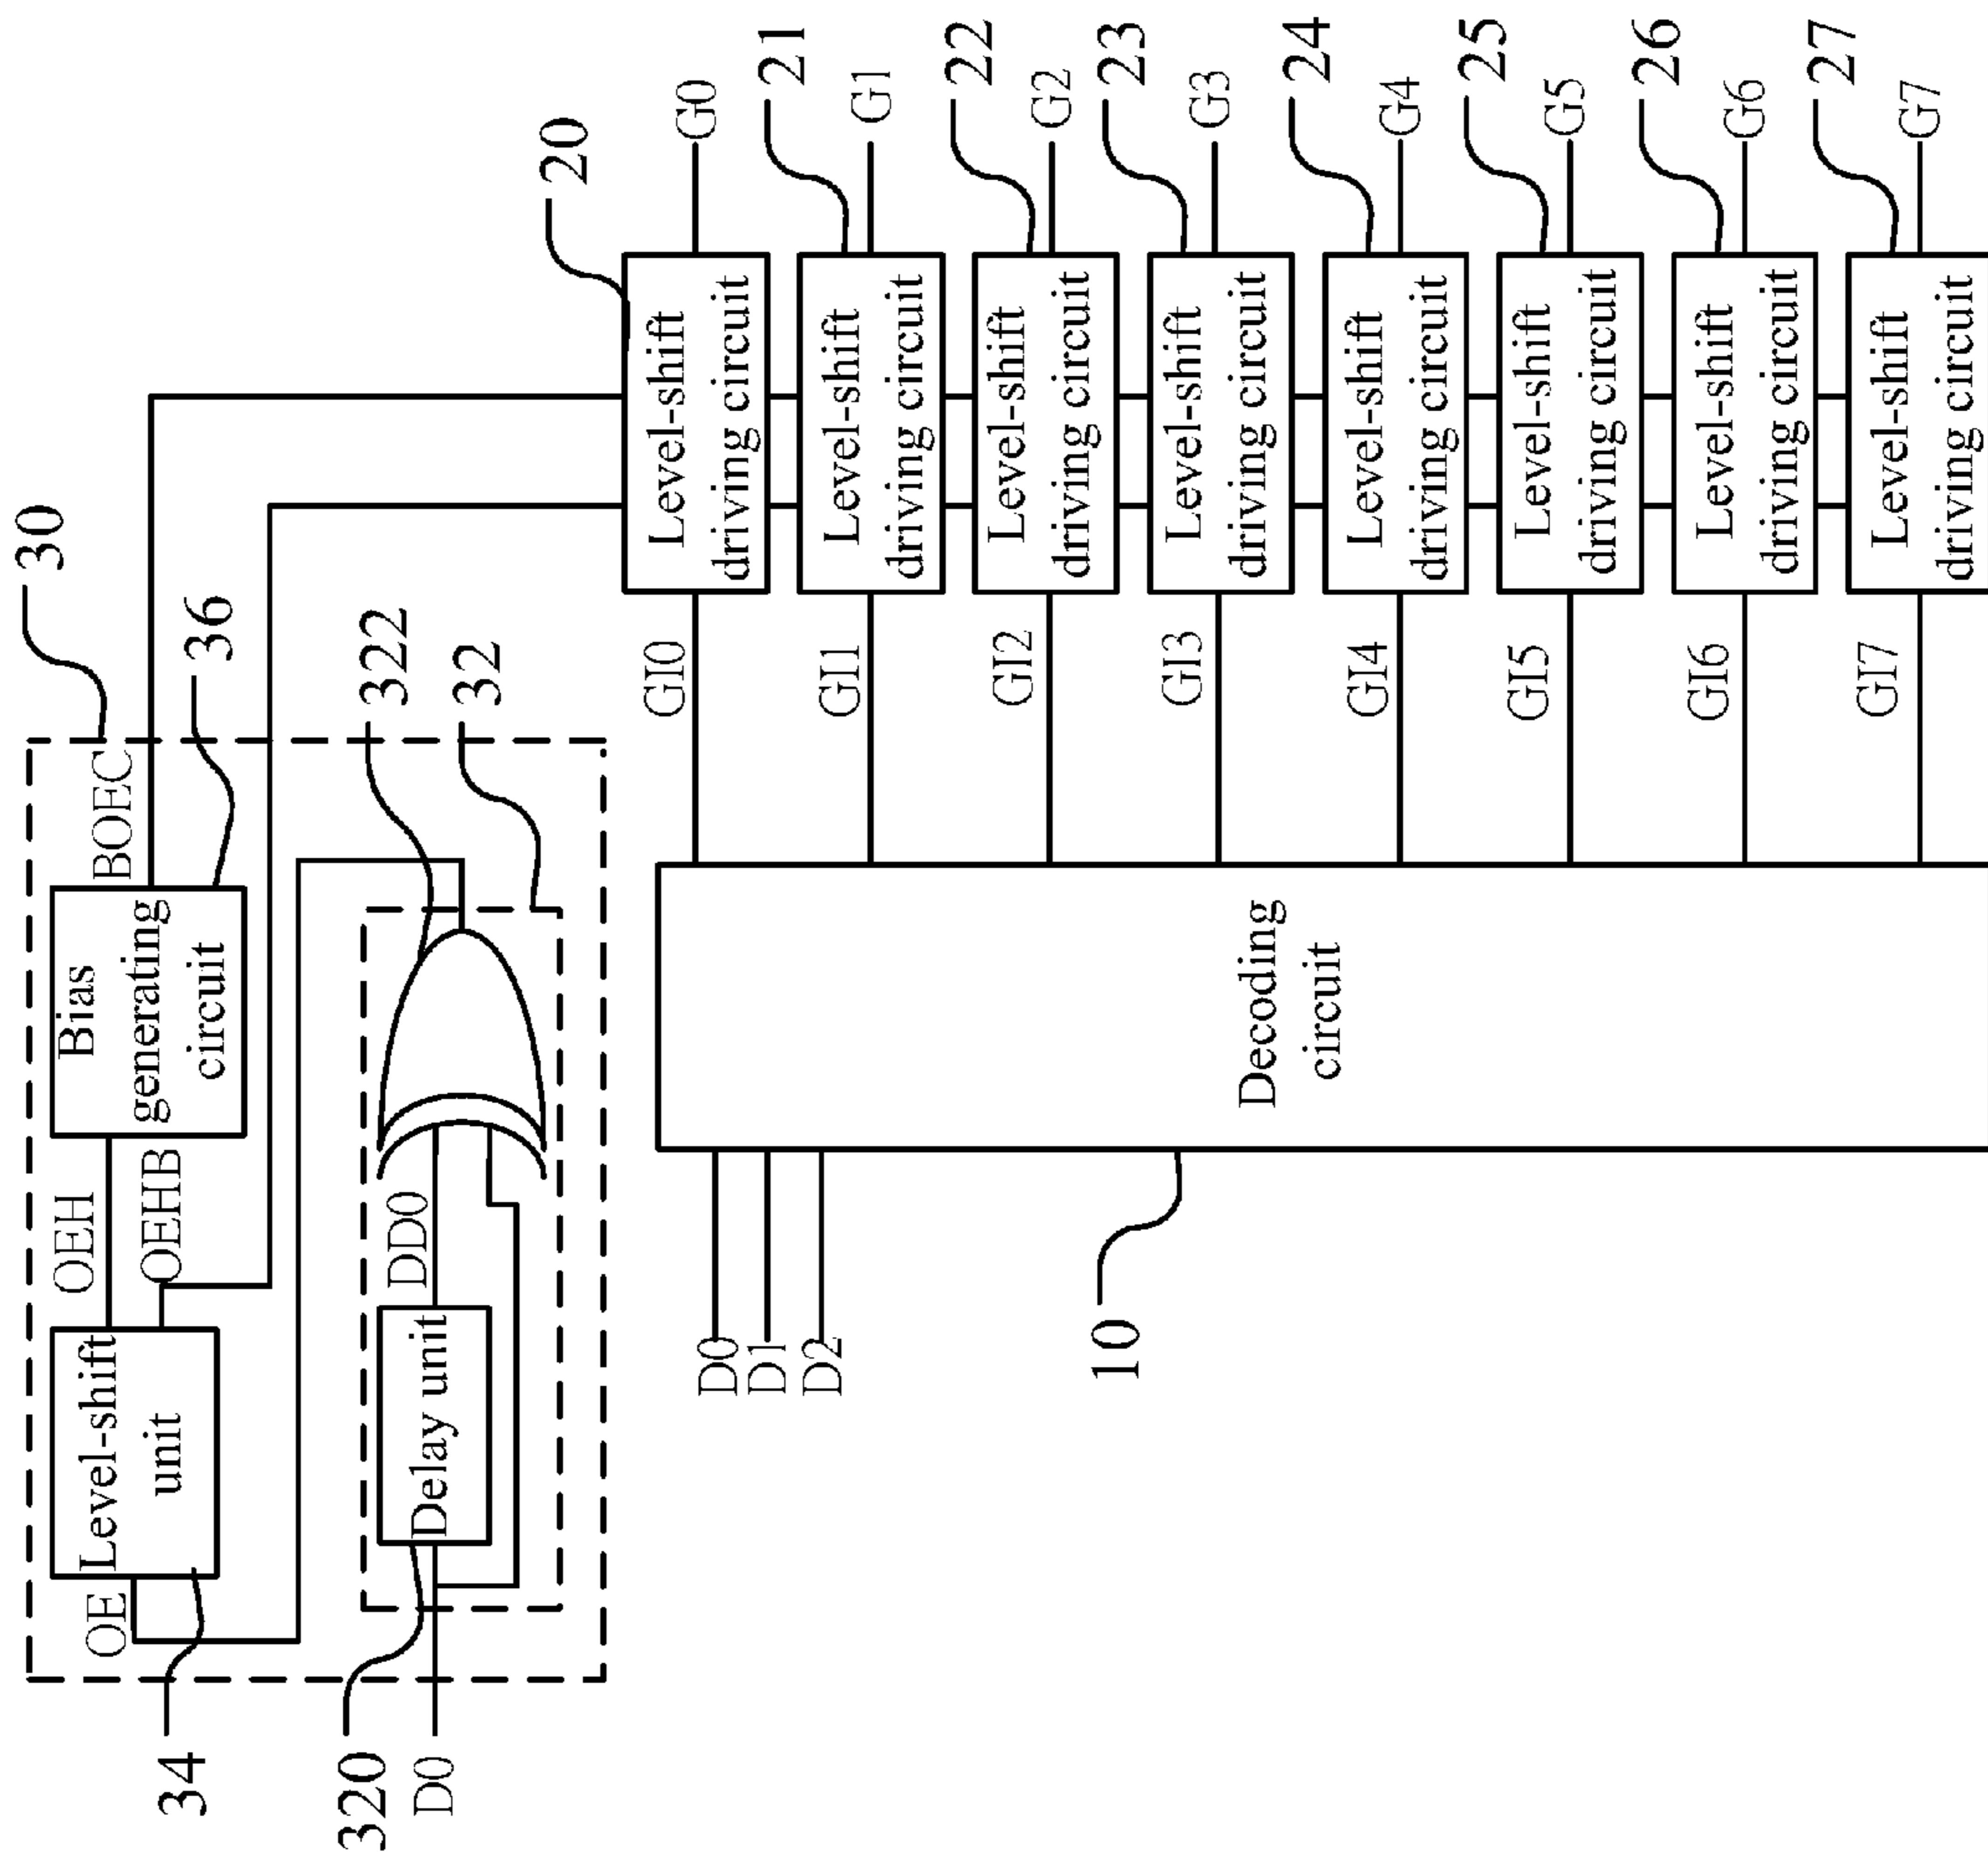 30
BOEC
36
Bias
generating
circuit
OEH
OEHB
Level-shift
unit
OE
34
322
32
DD0
Delay unit
320
D0
20
G0
Level-shift
driving circuit
GI0
21
G1
Level-shift
driving circuit
GI1
22
G2
Level-shift
driving circuit
GI2
23
G3
Level-shift
driving circuit
GI3
24
G4
Level-shift
driving circuit
GI4
25
G5
Level-shift
driving circuit
GI5
26
G6
Level-shift
driving circuit
GI6
27
G7
Level-shift
driving circuit
GI7
Decoding
circuit
D0
D1
D2
10